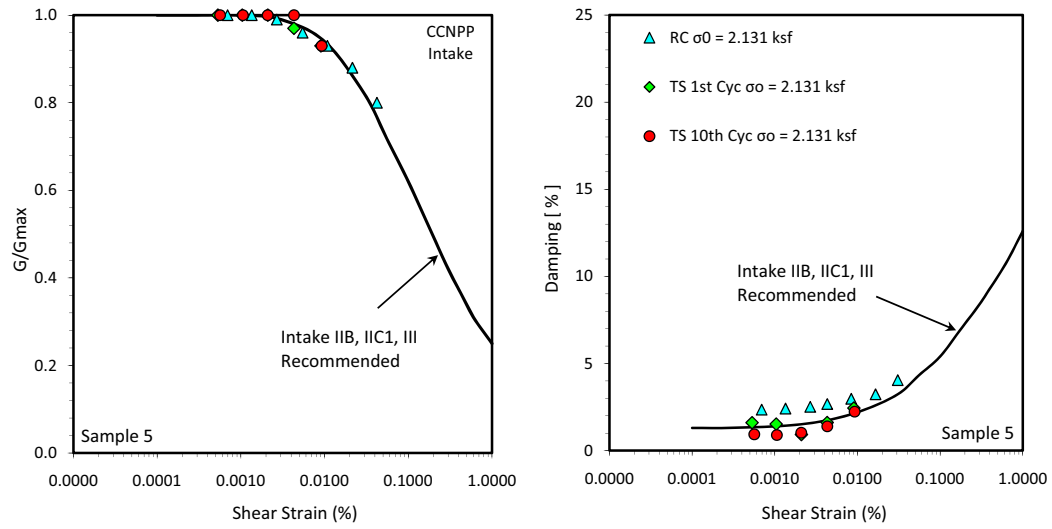 1.0
0.8
0.6
0.4
0.2
0.0
G/Gmax
CCNPP
Intake
Intake IIB, IIC1, III
Recommended
Sample 5
0.0000 0.0001 0.0010 0.0100 0.1000 1.0000
Shear Strain (%)
25
20
15
10
5
0
Damping [ % ]
RC σ0 = 2.131 ksf
TS 1st Cyc σo = 2.131 ksf
TS 10th Cyc σo = 2.131 ksf
Intake IIB, IIC1, III
Recommended
Sample 5
0.0000 0.0001 0.0010 0.0100 0.1000 1.0000
Shear Strain (%)